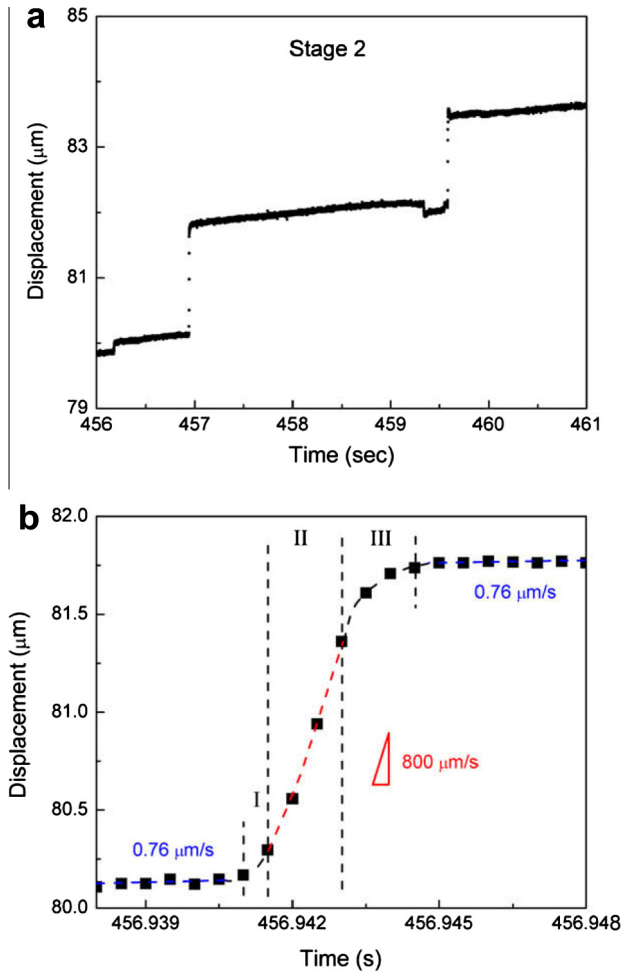 a
Stage 2
85
83
81
79
Displacement (μm)
456 457 458 459 460 461
Time (sec)
b
82.0
81.5
81.0
80.5
80.0
Displacement (μm)
I
II
III
0.76 μm/s
800 μm/s
0.76 μm/s
456.939 456.942 456.945 456.948
Time (s)